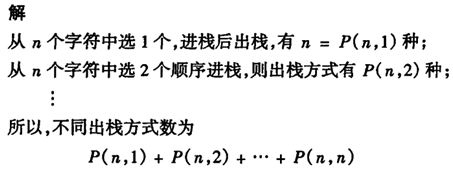 解
从 n 个字符中选 1 个,进栈后出栈,有 n = P(n,1) 种;
从 n 个字符中选 2 个顺序进栈,则出栈方式有 P(n,2) 种;
⋮
所以,不同出栈方式数为
P(n,1) + P(n,2) + ⋯ + P(n,n)